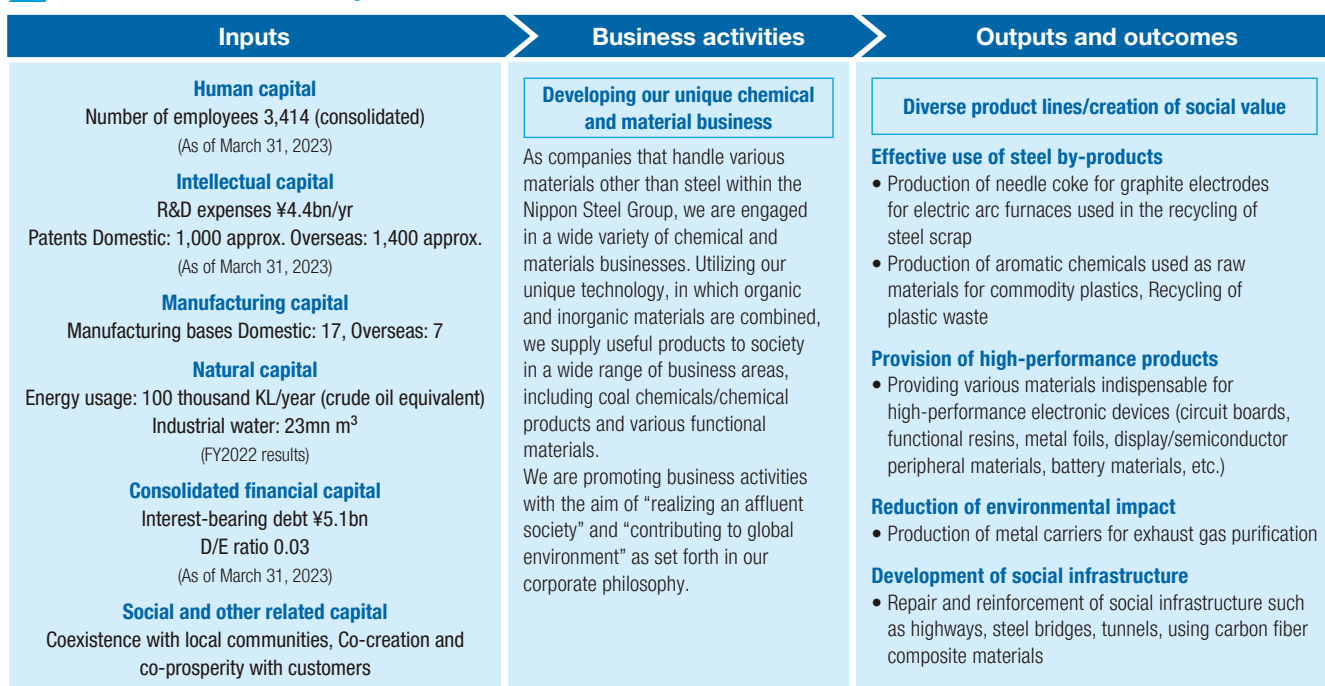 Inputs
Human capital
Number of employees 3,414 (consolidated)
(As of March 31, 2023)
Intellectual capital
R&D expenses ¥4.4bn/yr
Patents Domestic: 1,000 approx. Overseas: 1,400 approx.
(As of March 31, 2023)
Manufacturing capital
Manufacturing bases Domestic: 17, Overseas: 7
Natural capital
Energy usage: 100 thousand KL/year (crude oil equivalent)
Industrial water: 23mn m³
(FY2022 results)
Consolidated financial capital
Interest-bearing debt ¥5.1bn
D/E ratio 0.03
(As of March 31, 2023)
Social and other related capital
Coexistence with local communities, Co-creation and
co-prosperity with customers
Business activities
Developing our unique chemical
and material business
As companies that handle various
materials other than steel within the
Nippon Steel Group, we are engaged
in a wide variety of chemical and
materials businesses. Utilizing our
unique technology, in which organic
and inorganic materials are combined,
we supply useful products to society
in a wide range of business areas,
including coal chemicals/chemical
products and various functional
materials.
We are promoting business activities
with the aim of “realizing an affluent
society” and “contributing to global
environment” as set forth in our
corporate philosophy.
Outputs and outcomes
Diverse product lines/creation of social value
Effective use of steel by-products
• Production of needle coke for graphite electrodes
for electric arc furnaces used in the recycling of
steel scrap
• Production of aromatic chemicals used as raw
materials for commodity plastics, Recycling of
plastic waste
Provision of high-performance products
• Providing various materials indispensable for
high-performance electronic devices (circuit boards,
functional resins, metal foils, display/semiconductor
peripheral materials, battery materials, etc.)
Reduction of environmental impact
• Production of metal carriers for exhaust gas purification
Development of social infrastructure
• Repair and reinforcement of social infrastructure such
as highways, steel bridges, tunnels, using carbon fiber
composite materials